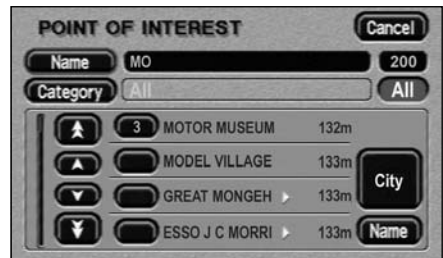 POINT OF INTEREST Cancel
Name MO 200
Category All All
3 MOTOR MUSEUM 132m
MODEL VILLAGE 133m
City
GREAT MONGEH 133m
ESSO J C MORRI 133m Name